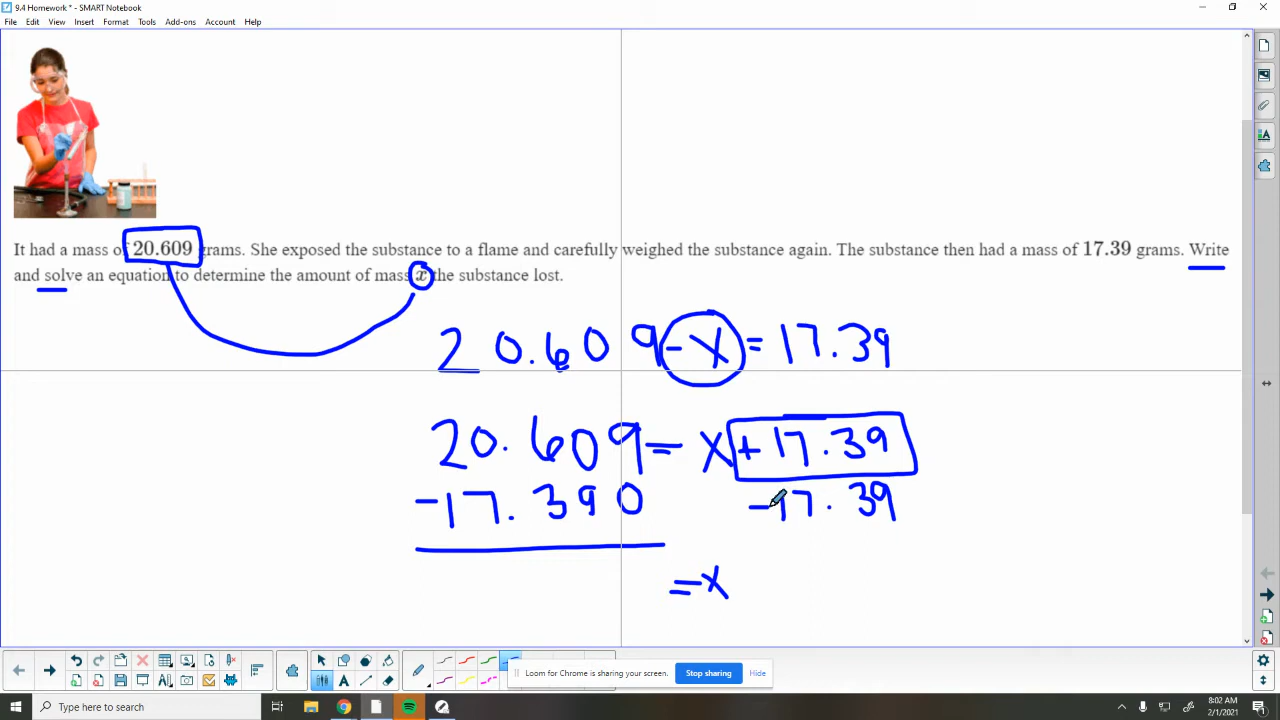 9.4 Homework * - SMART Notebook
File Edit View Insert Format Tools Add-ons Account Help
It had a mass of 20.609 grams. She exposed the substance to a flame and carefully weighed the substance again. The substance then had a mass of 17.39 grams. Write
and solve an equation to determine the amount of mass x the substance lost.
20.609 - x = 17.39
20.609 = x + 17.39
-17.390 -17.39
= x
Loom for Chrome is sharing your screen. Stop sharing Hide
Type here to search
8:02 AM
2/1/2021